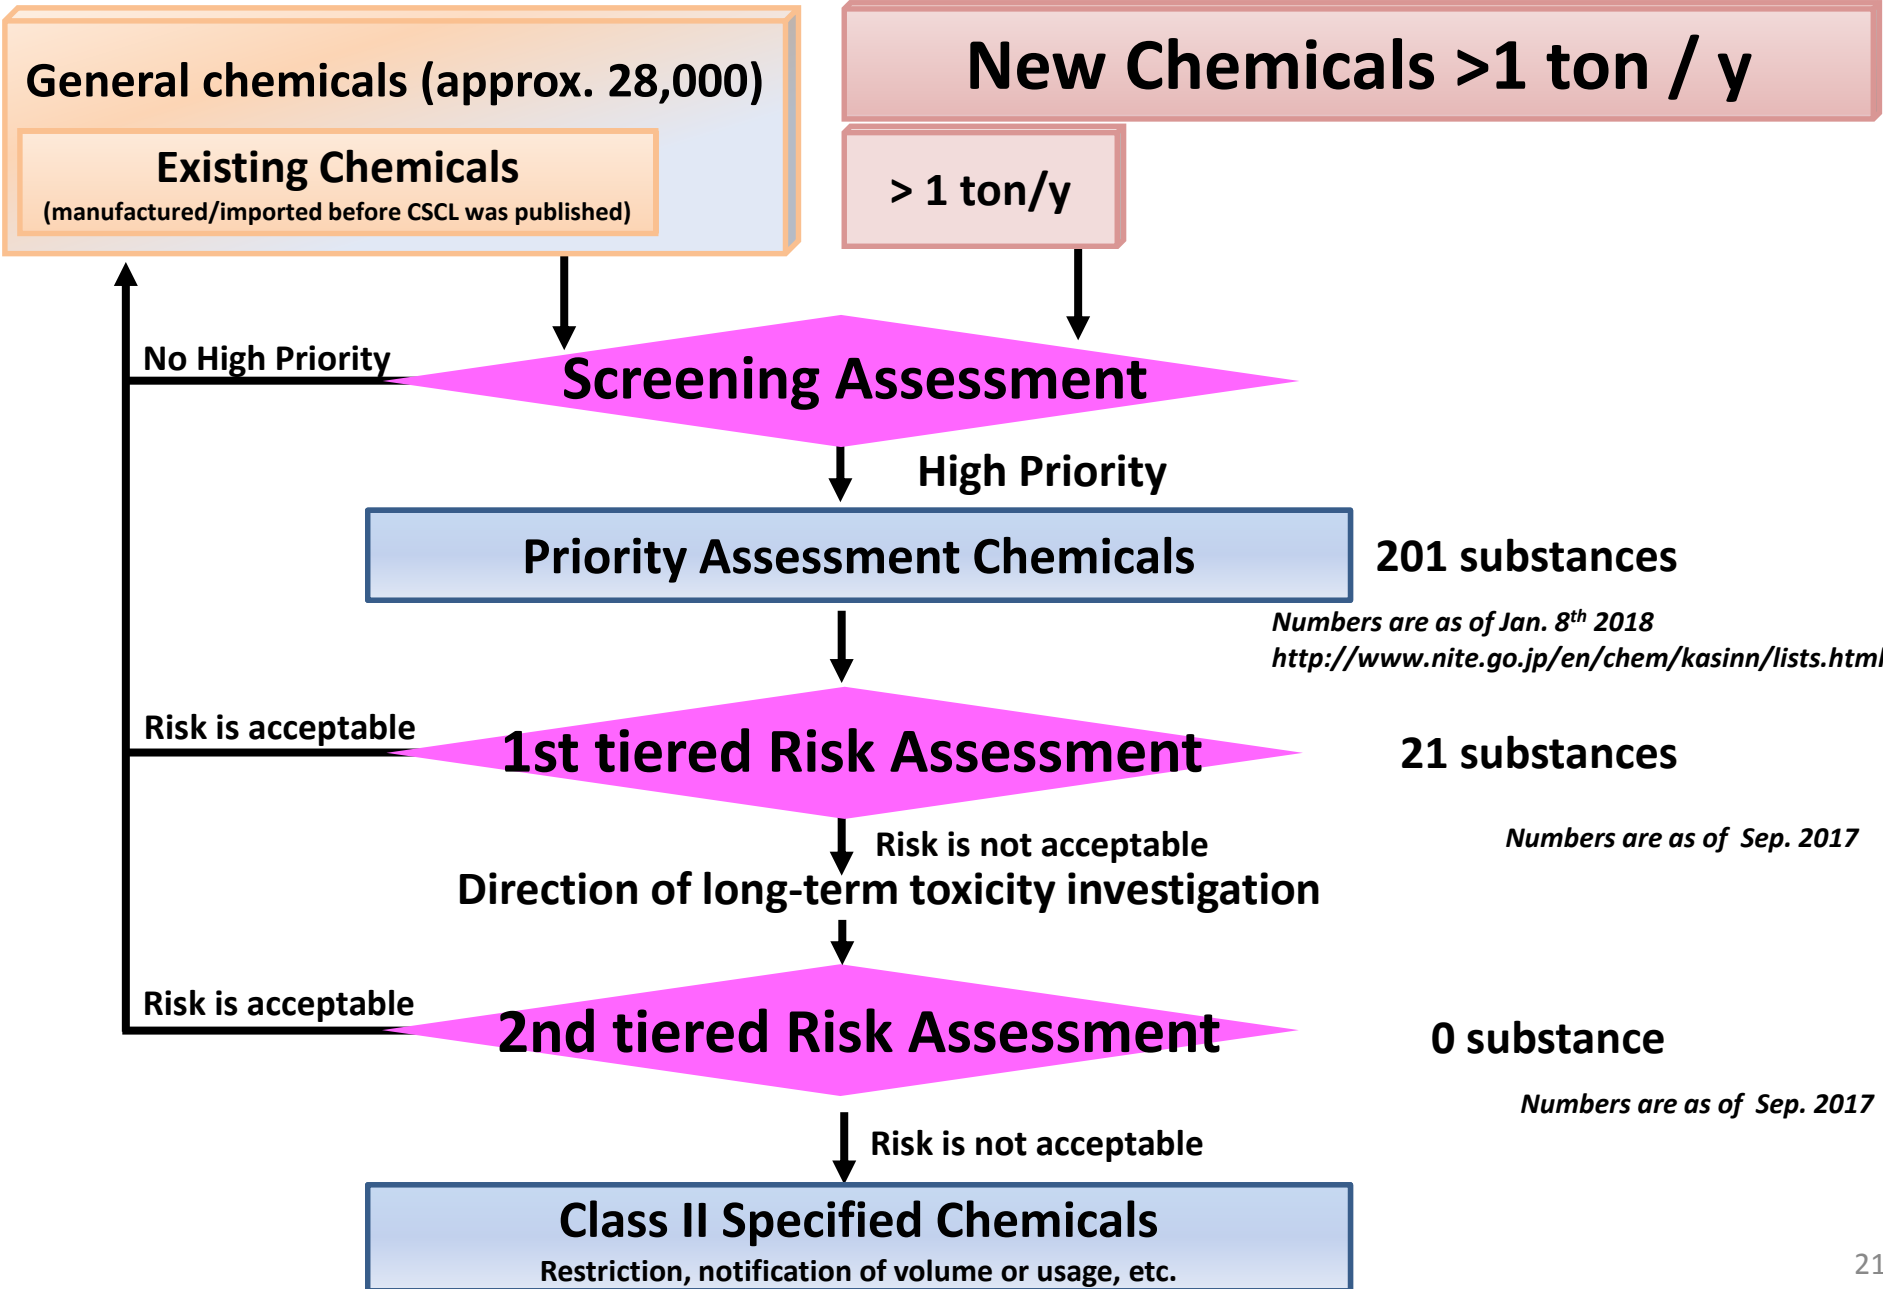 General chemicals (approx. 28,000)
Existing Chemicals
(manufactured/imported before CSCL was published)
New Chemicals >1 ton / y
> 1 ton/y
No High Priority
Screening Assessment
High Priority
Priority Assessment Chemicals
201 substances
Numbers are as of Jan. 8th 2018
http://www.nite.go.jp/en/chem/kasinn/lists.html
Risk is acceptable
1st tiered Risk Assessment
21 substances
Risk is not acceptable
Numbers are as of Sep. 2017
Direction of long-term toxicity investigation
Risk is acceptable
2nd tiered Risk Assessment
0 substance
Numbers are as of Sep. 2017
Risk is not acceptable
Class II Specified Chemicals
Restriction, notification of volume or usage, etc.
21